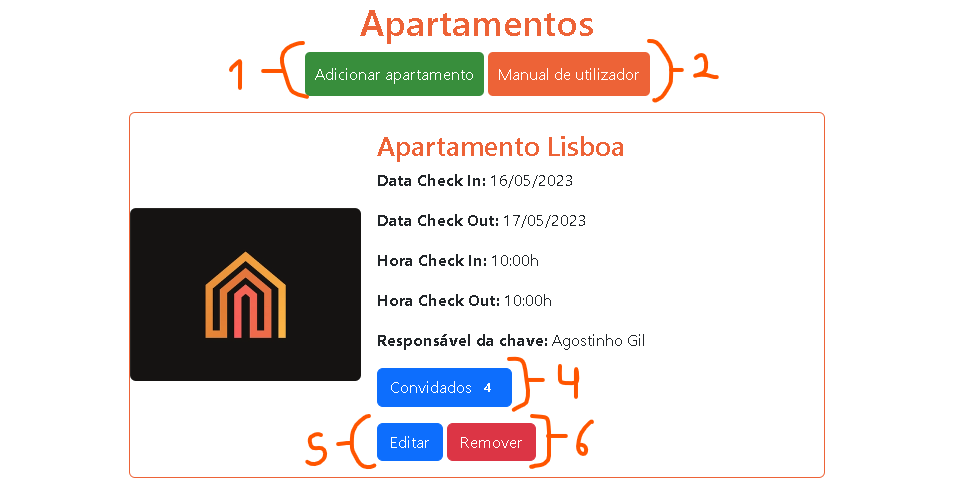 Apartamentos
1 Adicionar apartamento Manual de utilizador 2
Apartamento Lisboa
Data Check In: 16/05/2023
Data Check Out: 17/05/2023
Hora Check In: 10:00h
Hora Check Out: 10:00h
Responsável da chave: Agostinho Gil
Convidados 4 4
5 Editar Remover 6